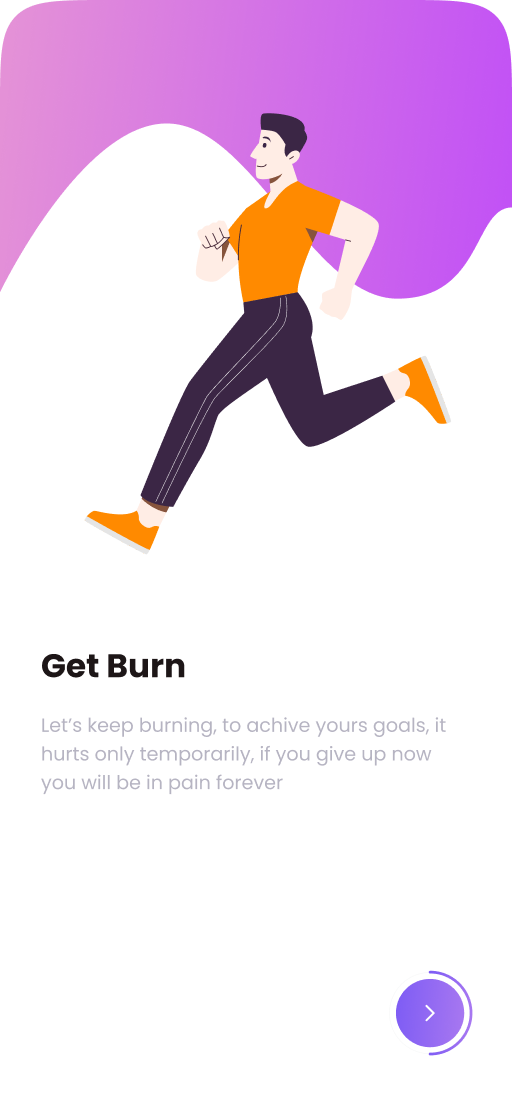 Get Burn
Let’s keep burning, to achive yours goals, it
hurts only temporarily, if you give up now
you will be in pain forever